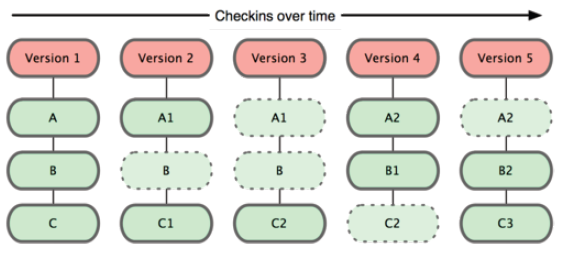 Checkins over time
Version 1 Version 2 Version 3 Version 4 Version 5
A A1 A1 A2 A2
B B B B1 B2
C C1 C2 C2 C3